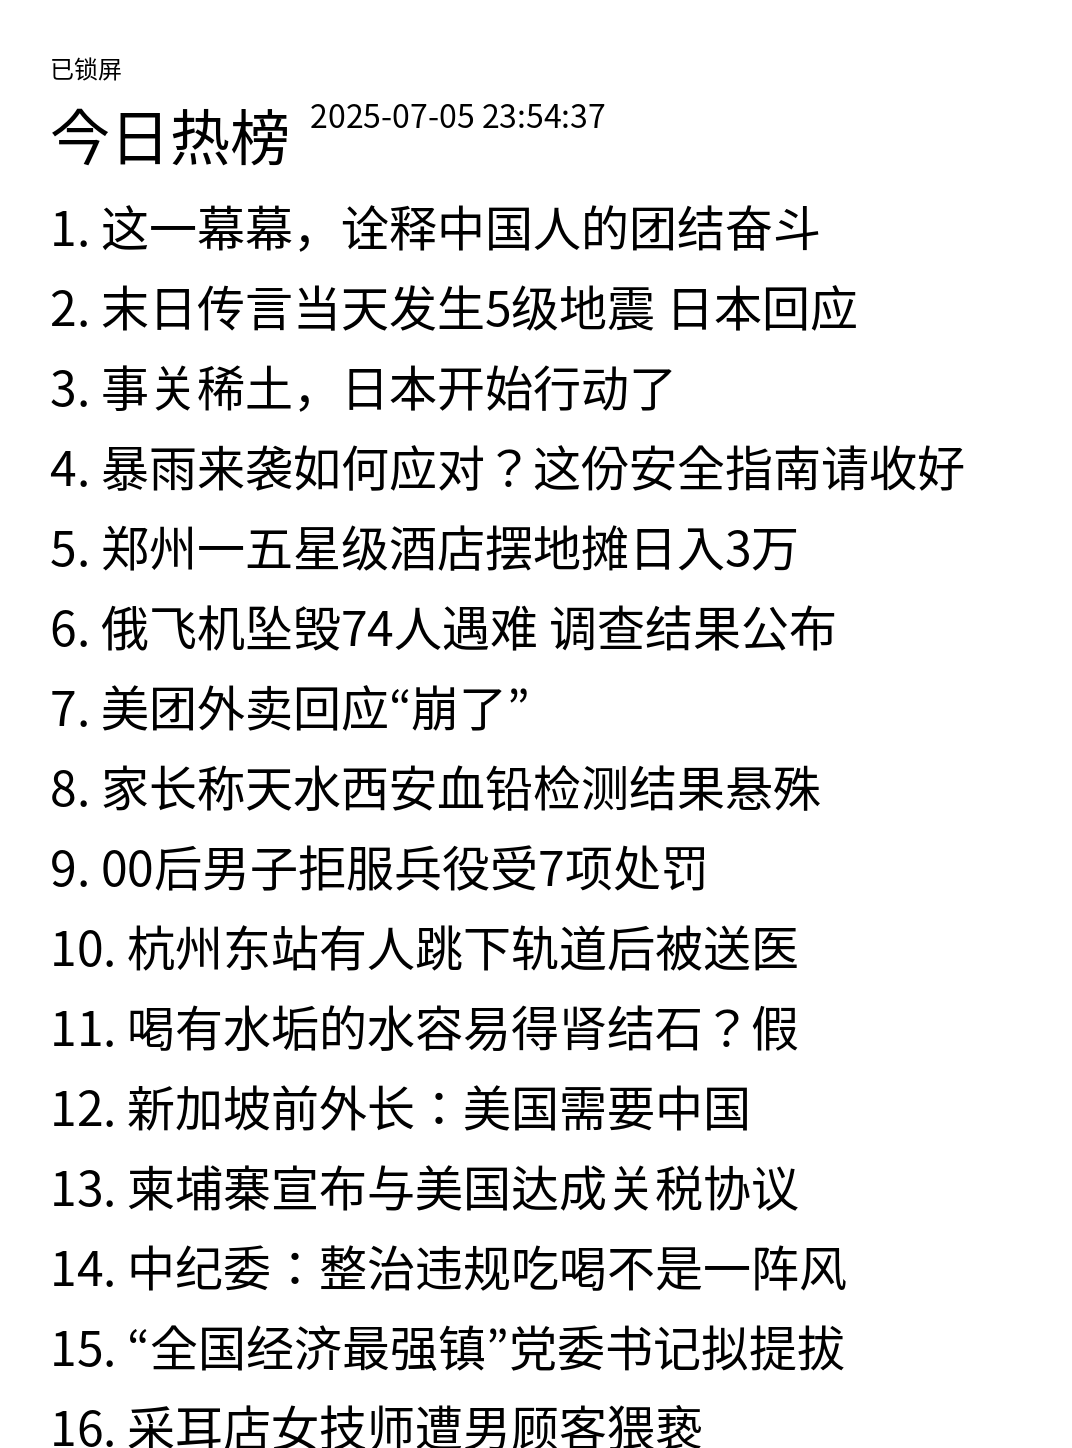 已锁屏
今日热榜 2025-07-05 23:54:37
1. 这一幕幕，诠释中国人的团结奋斗
2. 末日传言当天发生5级地震 日本回应
3. 事关稀土，日本开始行动了
4. 暴雨来袭如何应对？这份安全指南请收好
5. 郑州一五星级酒店摆地摊日入3万
6. 俄飞机坠毁74人遇难 调查结果公布
7. 美团外卖回应“崩了”
8. 家长称天水西安血铅检测结果悬殊
9. 00后男子拒服兵役受7项处罚
10. 杭州东站有人跳下轨道后被送医
11. 喝有水垢的水容易得肾结石？假
12. 新加坡前外长：美国需要中国
13. 柬埔寨宣布与美国达成关税协议
14. 中纪委：整治违规吃喝不是一阵风
15. “全国经济最强镇”党委书记拟提拔
16. 采耳店女技师遭男顾客猥亵